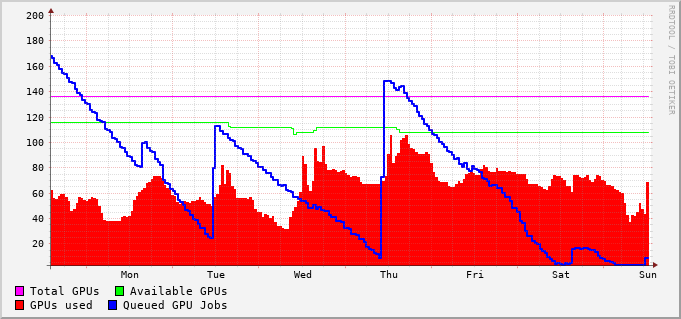 200
180
160
140
120
100
80
60
40
20
Mon Tue Wed Thu Fri Sat Sun
Total GPUs Available GPUs
GPUs used Queued GPU Jobs
RRDTOOL / TOBI OETIKER